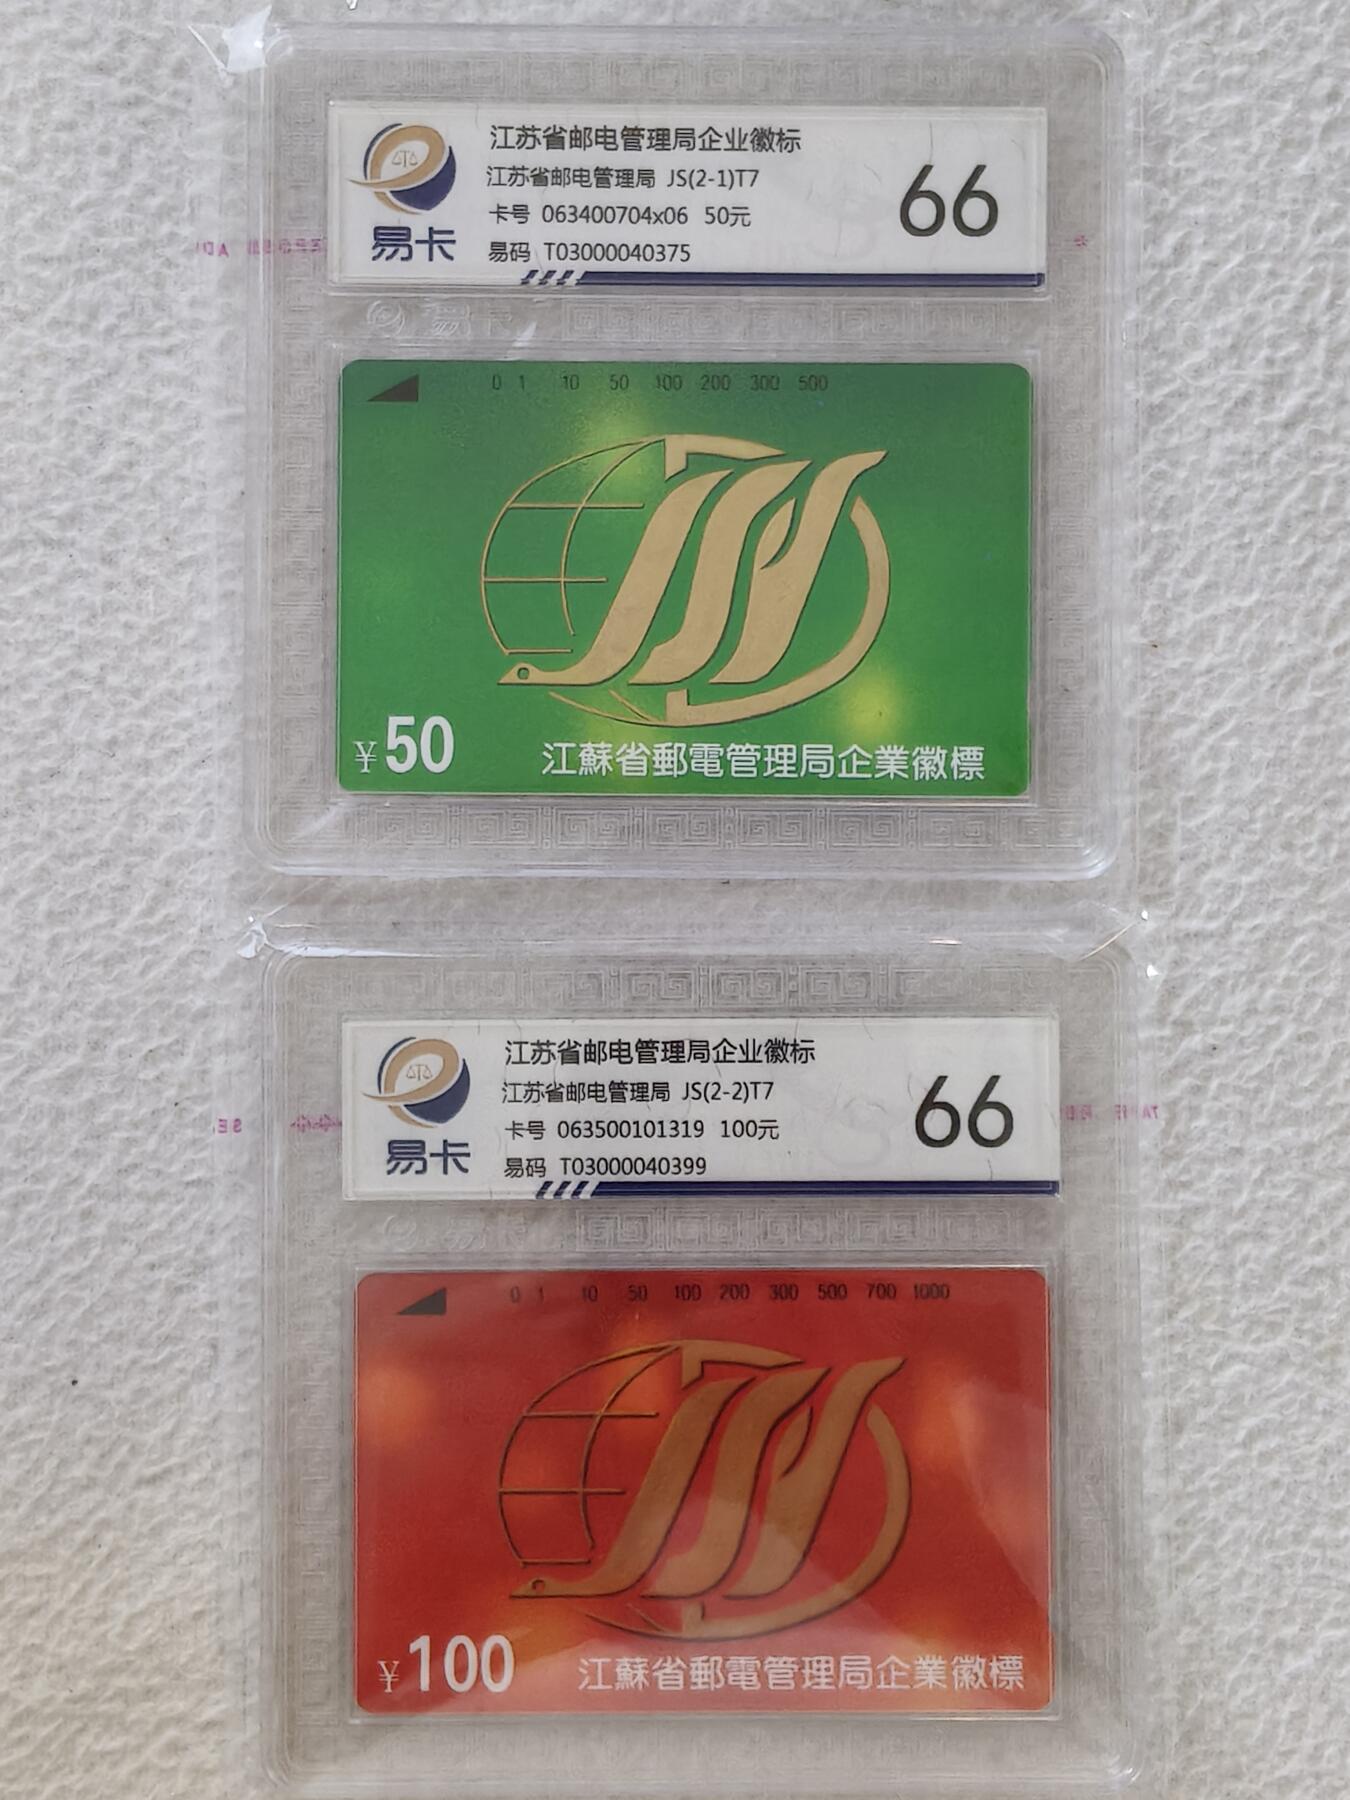 江苏省邮电管理局企业徽标
江苏省邮电管理局 JS(2-1)T7
卡号 063400704x06 50元
易码 T03000040375
66
易卡
0 1 10 50 100 200 300 500
¥50
江蘇省郵電管理局企業徽標
江苏省邮电管理局企业徽标
江苏省邮电管理局 JS(2-2)T7
卡号 063500101319 100元
易码 T03000040399
66
易卡
0 1 10 50 100 200 300 500 700 1000
¥100
江蘇省郵電管理局企業徽標